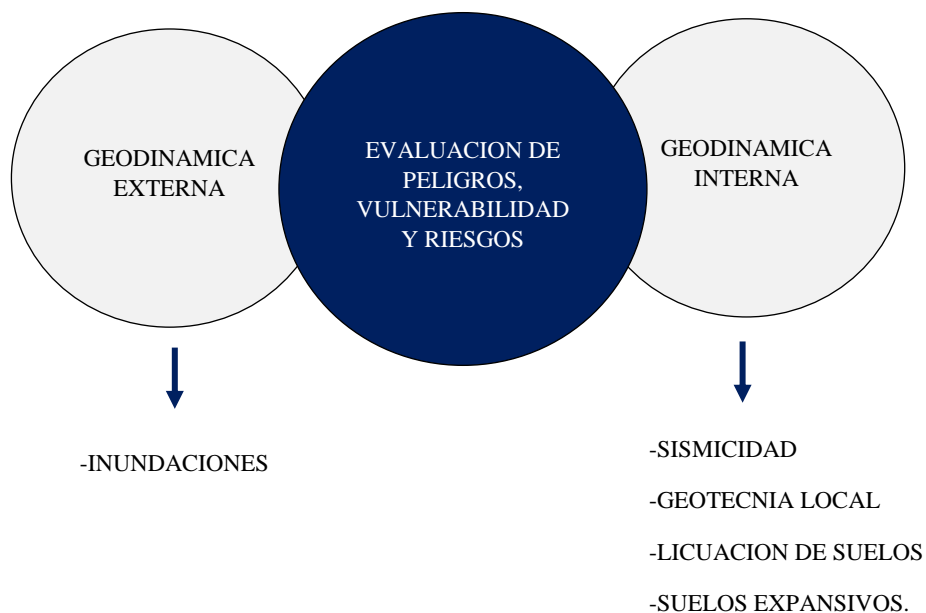 GEODINAMICA
EXTERNA
EVALUACION DE
PELIGROS,
VULNERABILIDAD
Y RIESGOS
GEODINAMICA
INTERNA
-INUNDACIONES
-SISMICIDAD
-GEOTECNIA LOCAL
-LICUACION DE SUELOS
-SUELOS EXPANSIVOS.